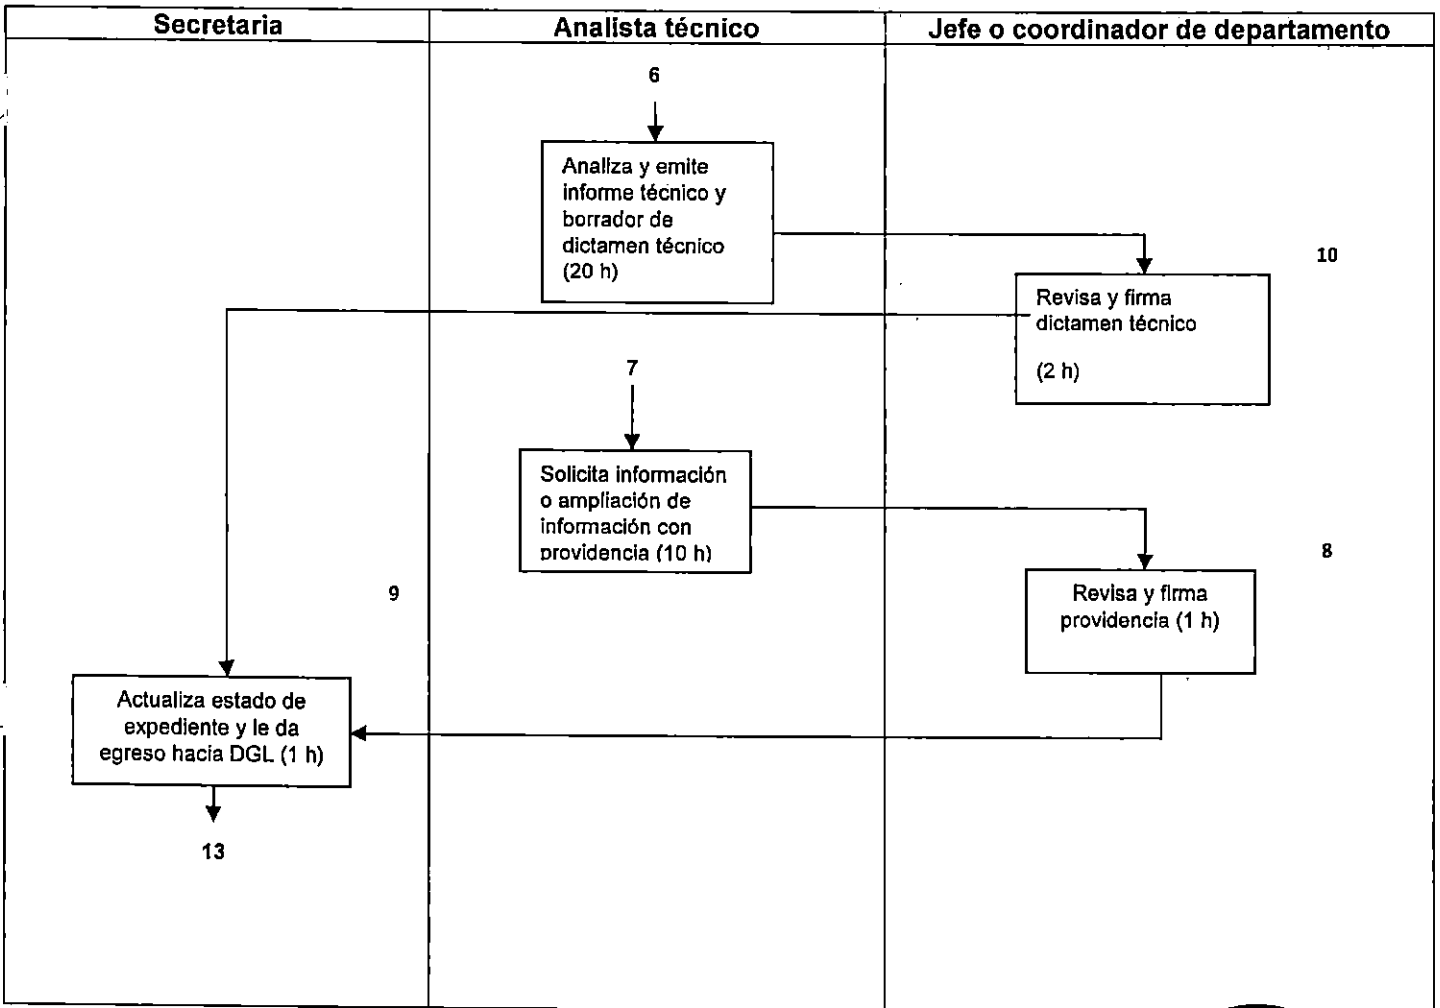 Secretaria
Analista técnico
Jefe o coordinador de departamento
6
Analiza y emite
informe técnico y
borrador de
dictamen técnico
(20 h)
10
Revisa y firma
dictamen técnico
(2 h)
7
Solicita información
o ampliación de
información con
providencia (10 h)
8
Revisa y firma
providencia (1 h)
9
Actualiza estado de
expediente y le da
egreso hacia DGL (1 h)
13